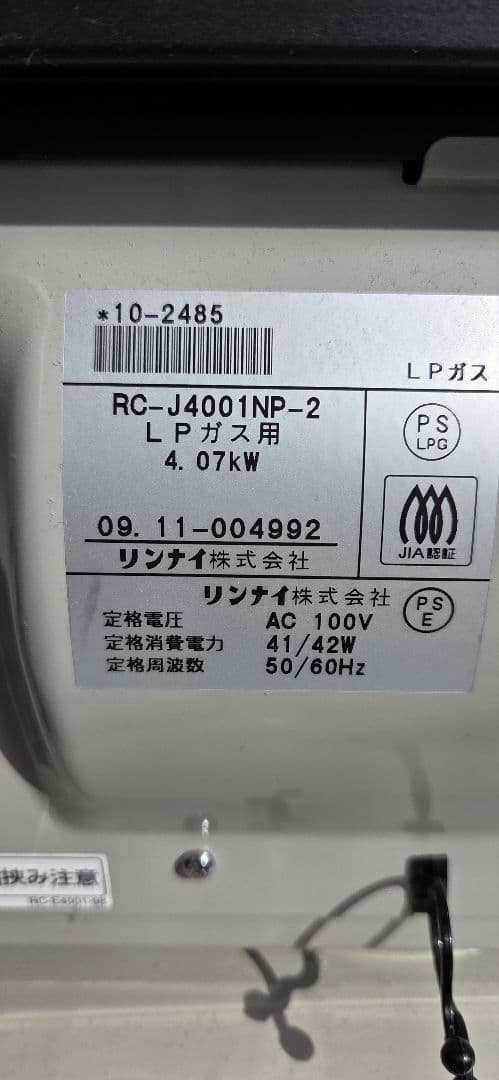 *10-2485
LPガス
RC-J4001NP-2
LPガス用
4.07kW
PS
LPG
09.11-004992
リンナイ株式会社
JIA認証
リンナイ株式会社
PS
E
定格電圧 AC 100V
定格消費電力 41/42W
定格周波数 50/60Hz
挟み注意